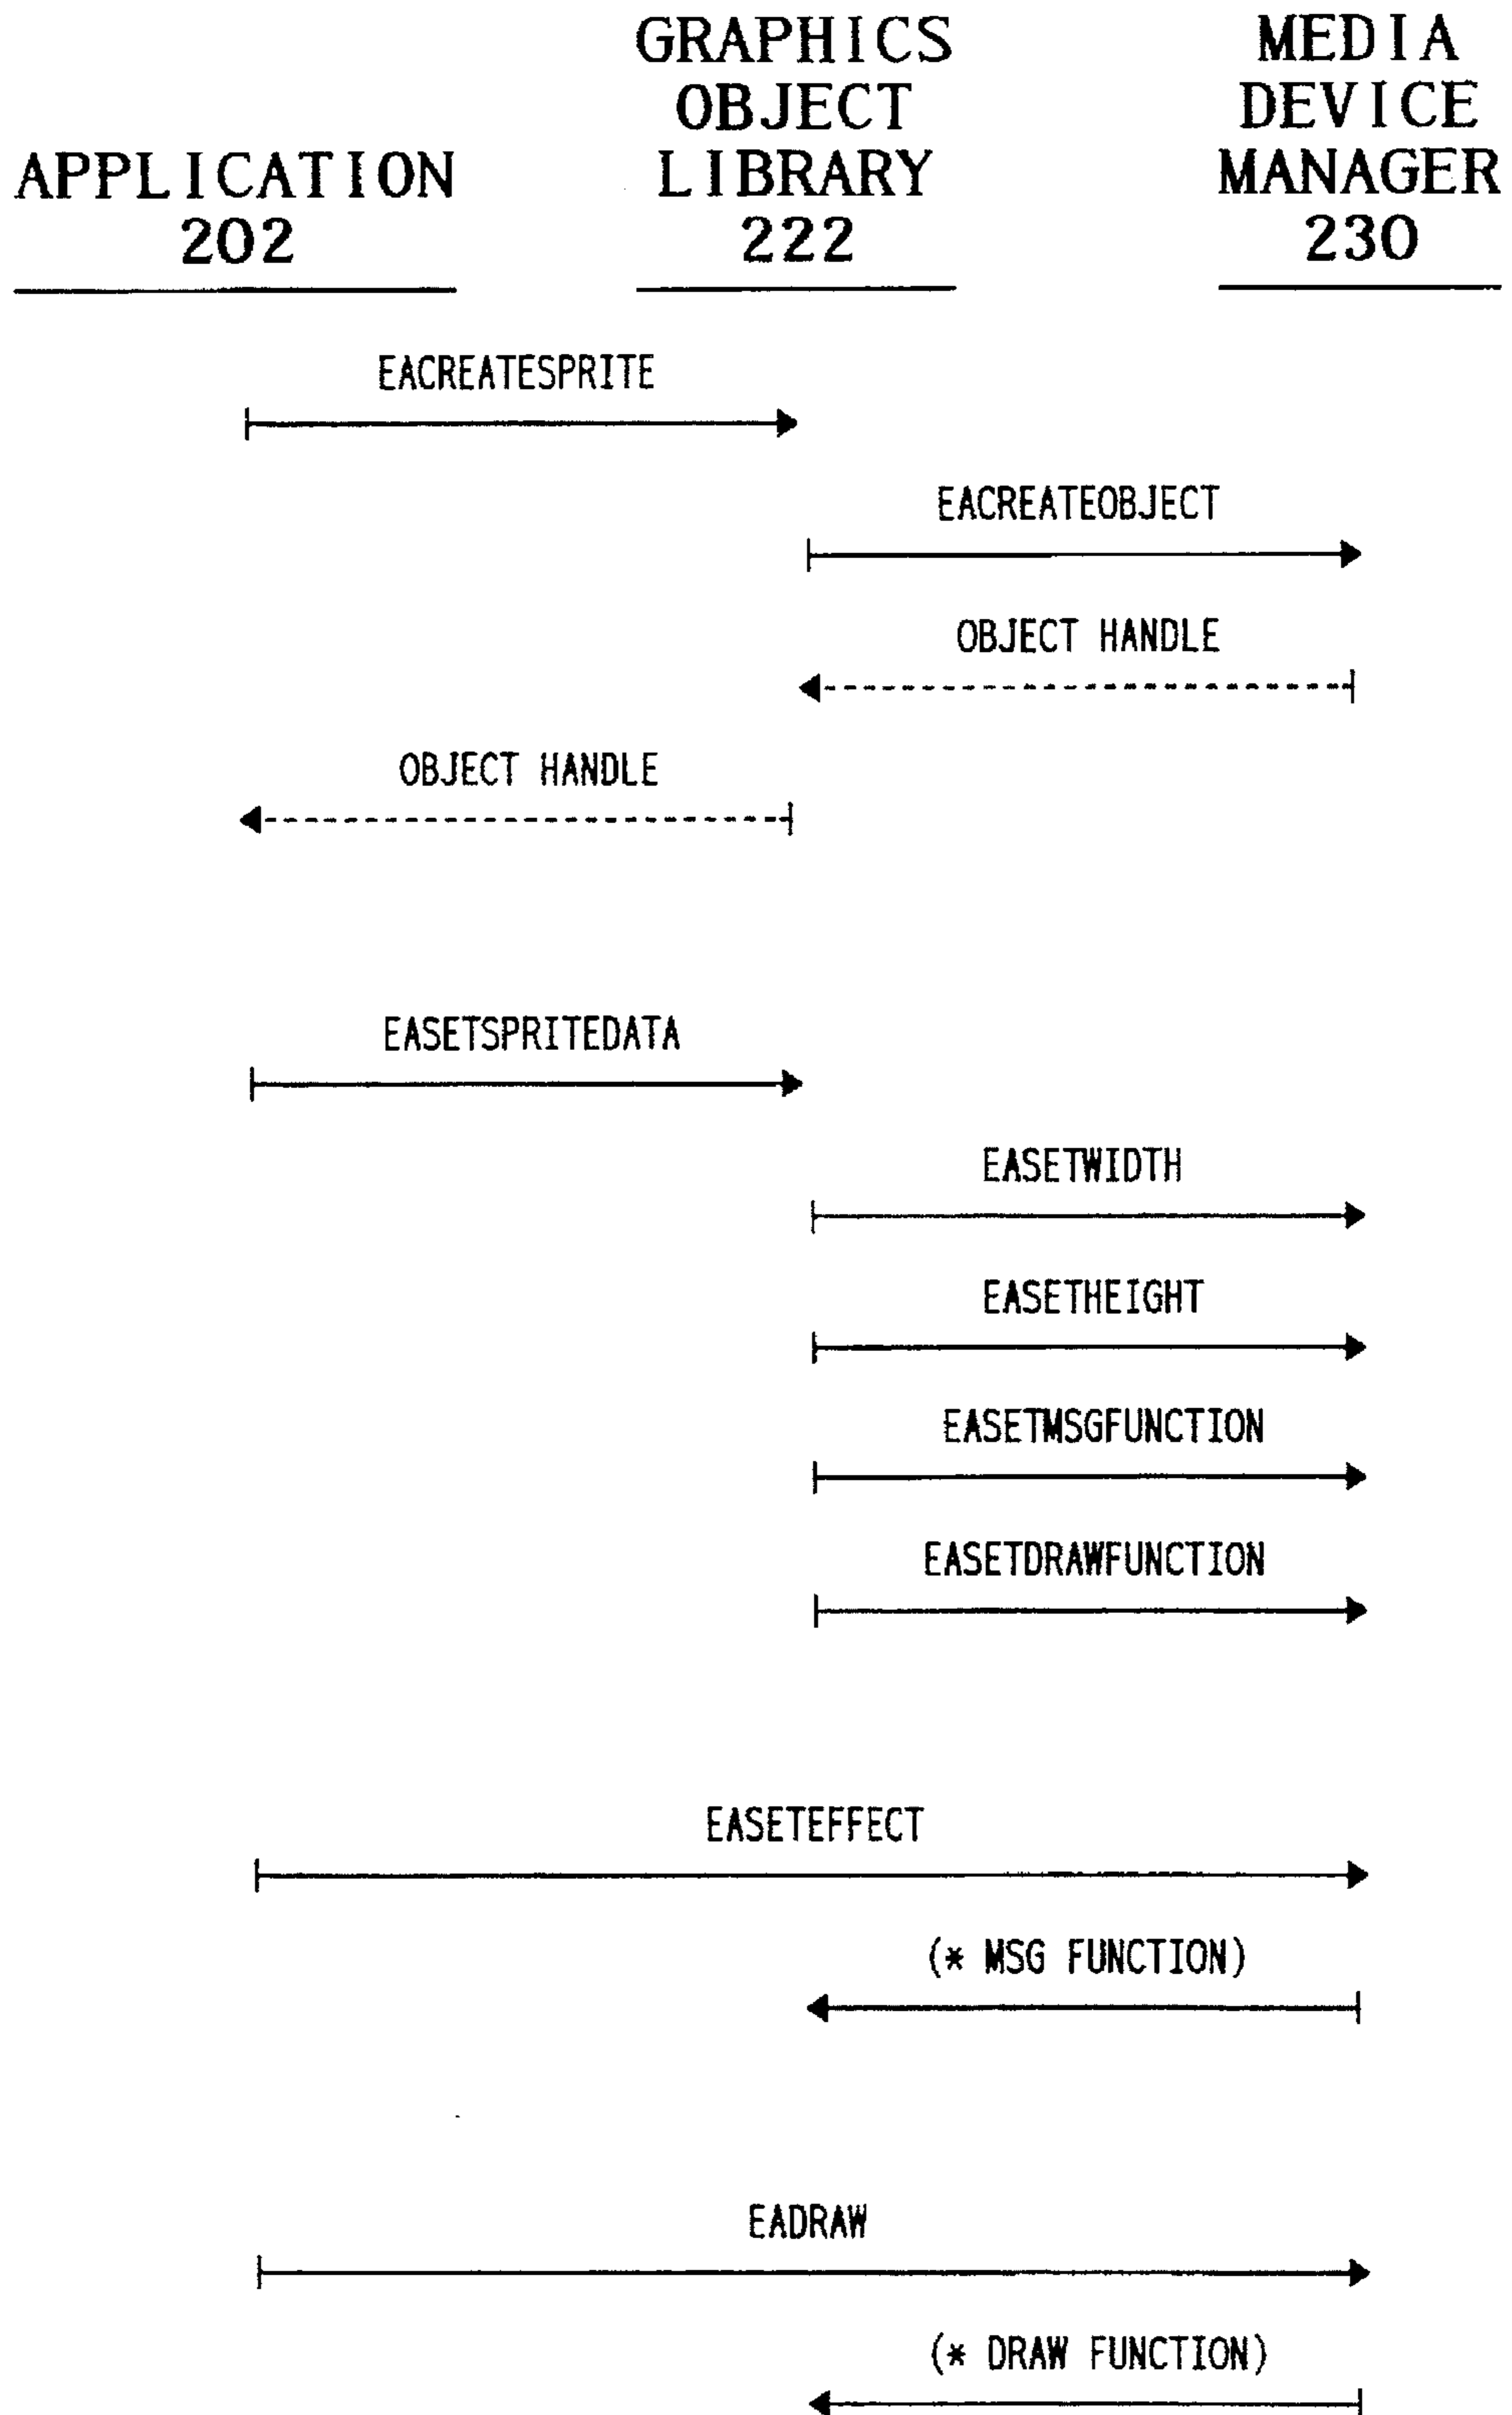 APPLICATION
202
GRAPHICS
OBJECT
LIBRARY
222
MEDIA
DEVICE
MANAGER
230
EACREATESPRITE
EACREATEOBJECT
OBJECT HANDLE
OBJECT HANDLE
EASETSPRITEDATA
EASETWIDTH
EASETHEIGHT
EASETMSGFUNCTION
EASETDRAWFUNCTION
EASETEFFECT
(* MSG FUNCTION)
EADRAW
(* DRAW FUNCTION)